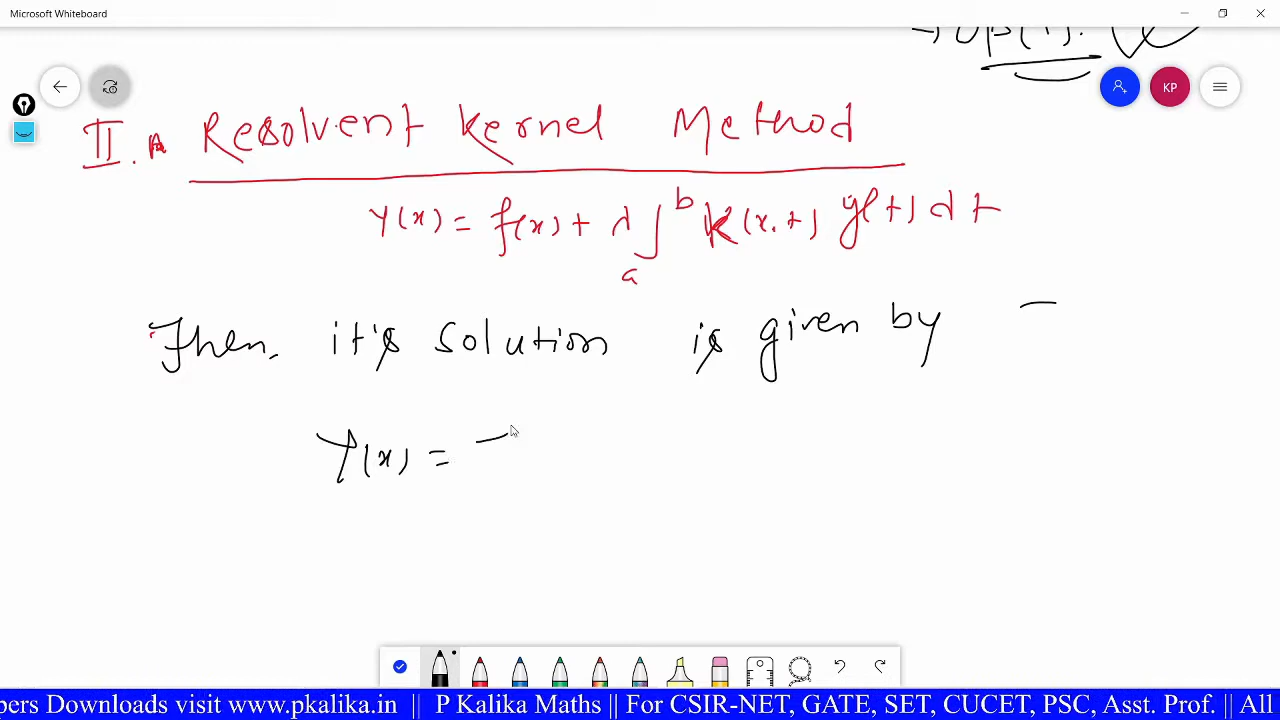 Microsoft Whiteboard
KP
II. Resolvent Kernel Method
y(x) = f(x) + λ ∫_a^b K(x,t) y(t) dt
Then, it's solution is given by —
Y(x) =
pers Downloads visit www.pkalika.in || P Kalika Maths || For CSIR-NET, GATE, SET, CUCET, PSC, Asst. Prof. || All